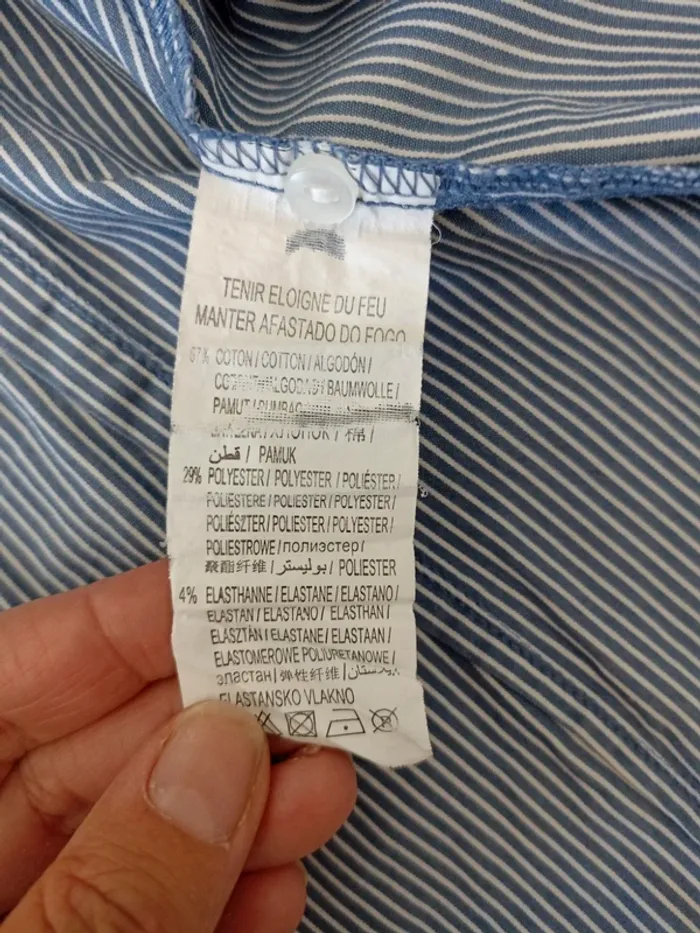 TENIR ELOIGNE DU FEU
MANTER AFASTADO DO FOGO
67% COTON / COTTON / ALGODÓN /
BAUMWOLLE /
PAMUT /
قطن / PAMUK
29% POLYESTER / POLYESTER / POLIÉSTER /
POLIESTERE / POLIESTER / POLYESTER /
POLIÉSZTER / POLIESTER / POLYESTER /
POLIESTROWE / полиэстер /
聚酯纤维 / بوليستر / POLIESTER
4% ELASTHANNE / ELASTANE / ELASTANO /
ELASTAN / ELASTANO / ELASTHAN /
ELASZTÁN / ELASTANE / ELASTAAN /
ELASTOMEROWE POLIURETANOWE /
эластан / 弹性纤维 /
ELASTANSKO VLAKNO